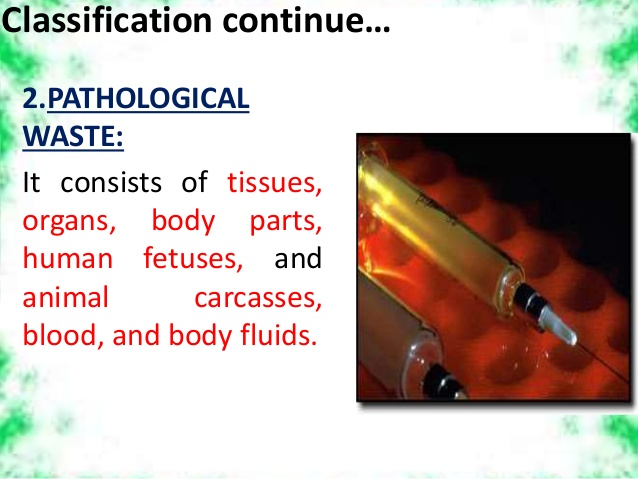 Classification continue…
2.PATHOLOGICAL
WASTE:
It consists of tissues,
organs, body parts,
human fetuses, and
animal carcasses,
blood, and body fluids.